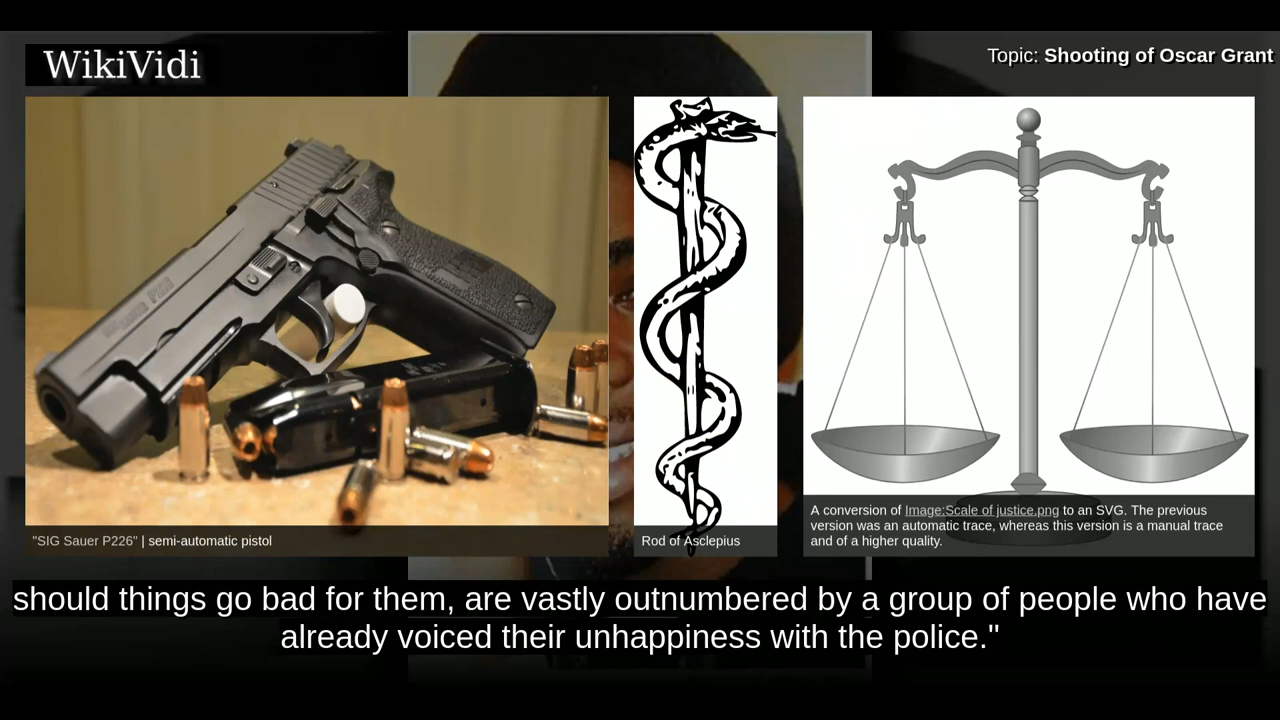 WikiVidi
Topic: Shooting of Oscar Grant
"SIG Sauer P226" | semi-automatic pistol
Rod of Asclepius
A conversion of Image:Scale of justice.png to an SVG. The previous
version was an automatic trace, whereas this version is a manual trace
and of a higher quality.
should things go bad for them, are vastly outnumbered by a group of people who have
already voiced their unhappiness with the police."